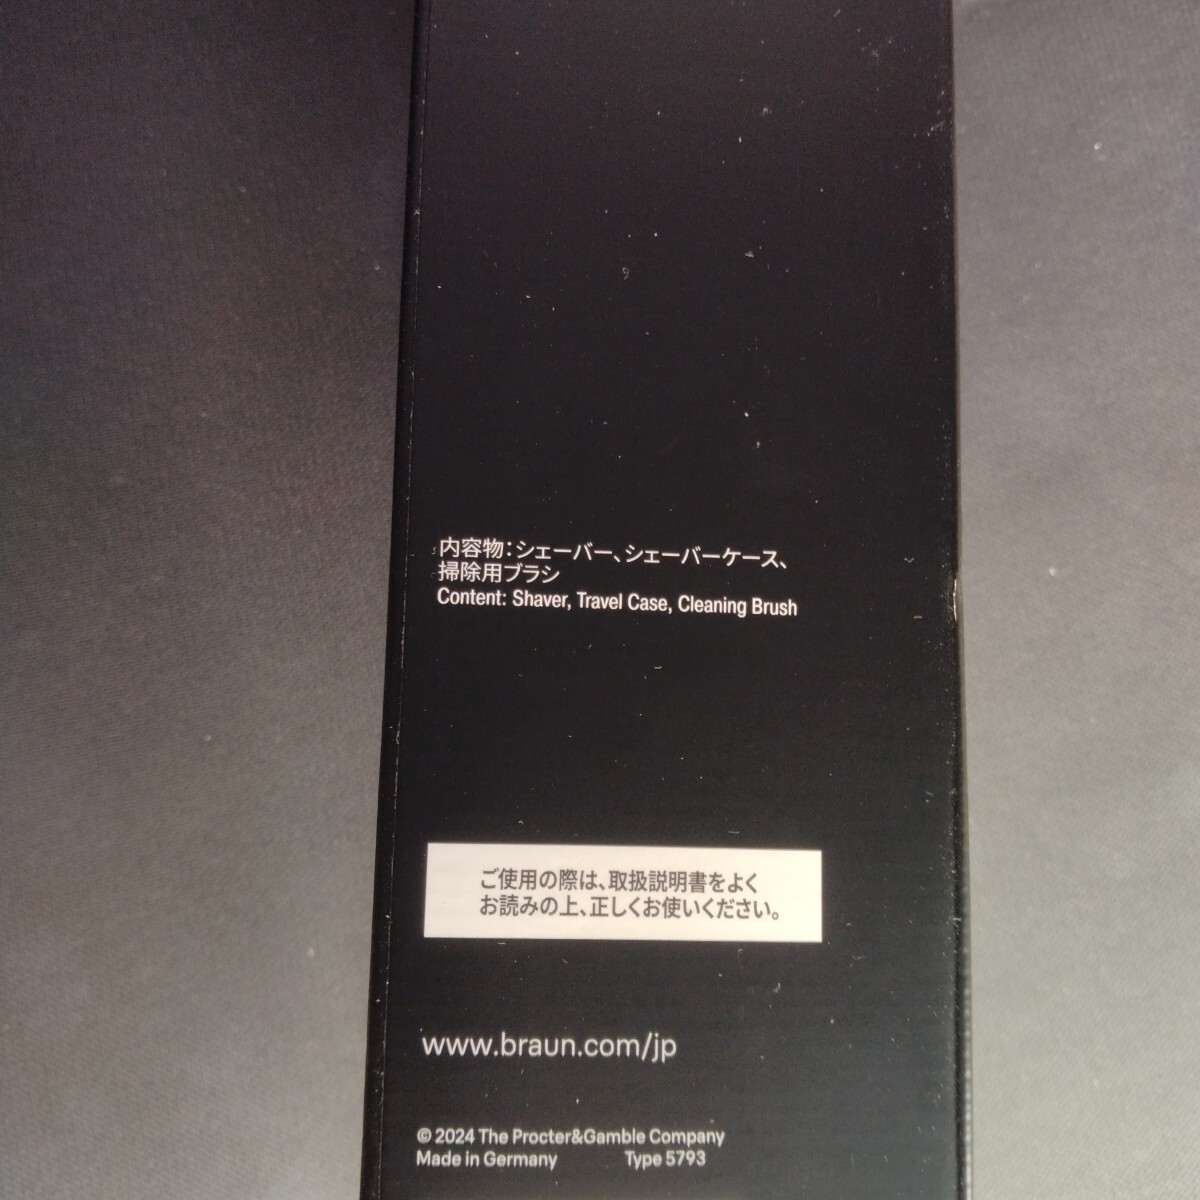 内容物：シェーバー、シェーバーケース、
掃除用ブラシ
Content: Shaver, Travel Case, Cleaning Brush
ご使用の際は、取扱説明書をよく
お読みの上、正しくお使いください。
www.braun.com/jp
© 2024 The Procter&Gamble Company
Made in Germany Type 5793